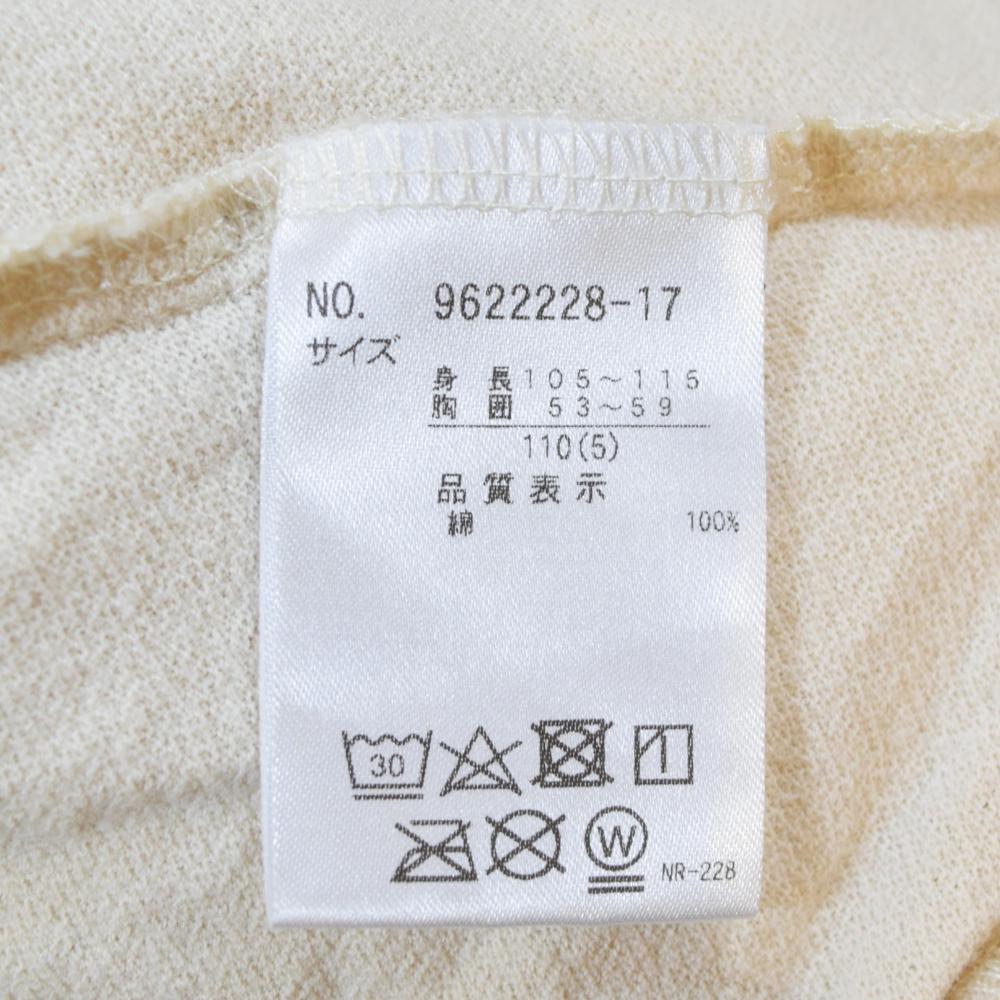 NO. 9622228-17
サイズ
身長105～115
胸囲 53～59
110(5)
品質表示
綿 100%
30
W
NR-228